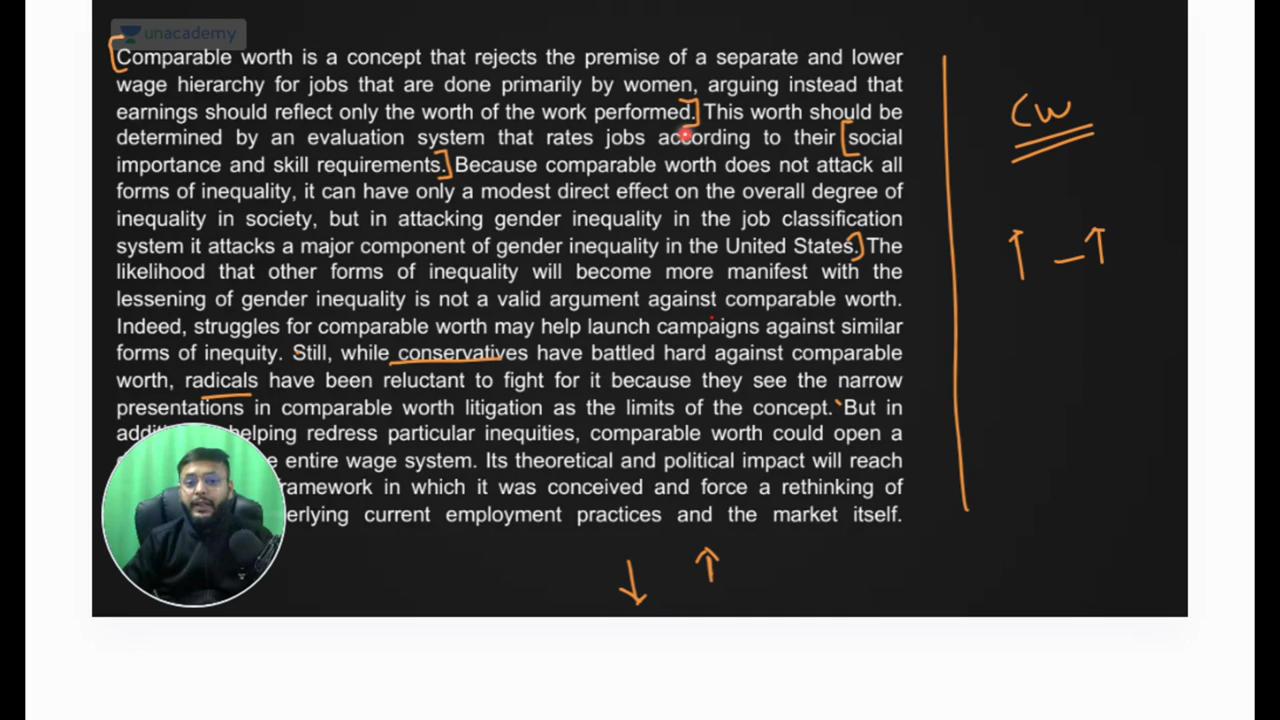 unacademy
Comparable worth is a concept that rejects the premise of a separate and lower
wage hierarchy for jobs that are done primarily by women, arguing instead that
earnings should reflect only the worth of the work performed. This worth should be
determined by an evaluation system that rates jobs according to their social
importance and skill requirements. Because comparable worth does not attack all
forms of inequality, it can have only a modest direct effect on the overall degree of
inequality in society, but in attacking gender inequality in the job classification
system it attacks a major component of gender inequality in the United States. The
likelihood that other forms of inequality will become more manifest with the
lessening of gender inequality is not a valid argument against comparable worth.
Indeed, struggles for comparable worth may help launch campaigns against similar
forms of inequity. Still, while conservatives have battled hard against comparable
worth, radicals have been reluctant to fight for it because they see the narrow
presentations in comparable worth litigation as the limits of the concept. But in
helping redress particular inequities, comparable worth could open a
entire wage system. Its theoretical and political impact will reach
in which it was conceived and force a rethinking of
current employment practices and the market itself.
CW